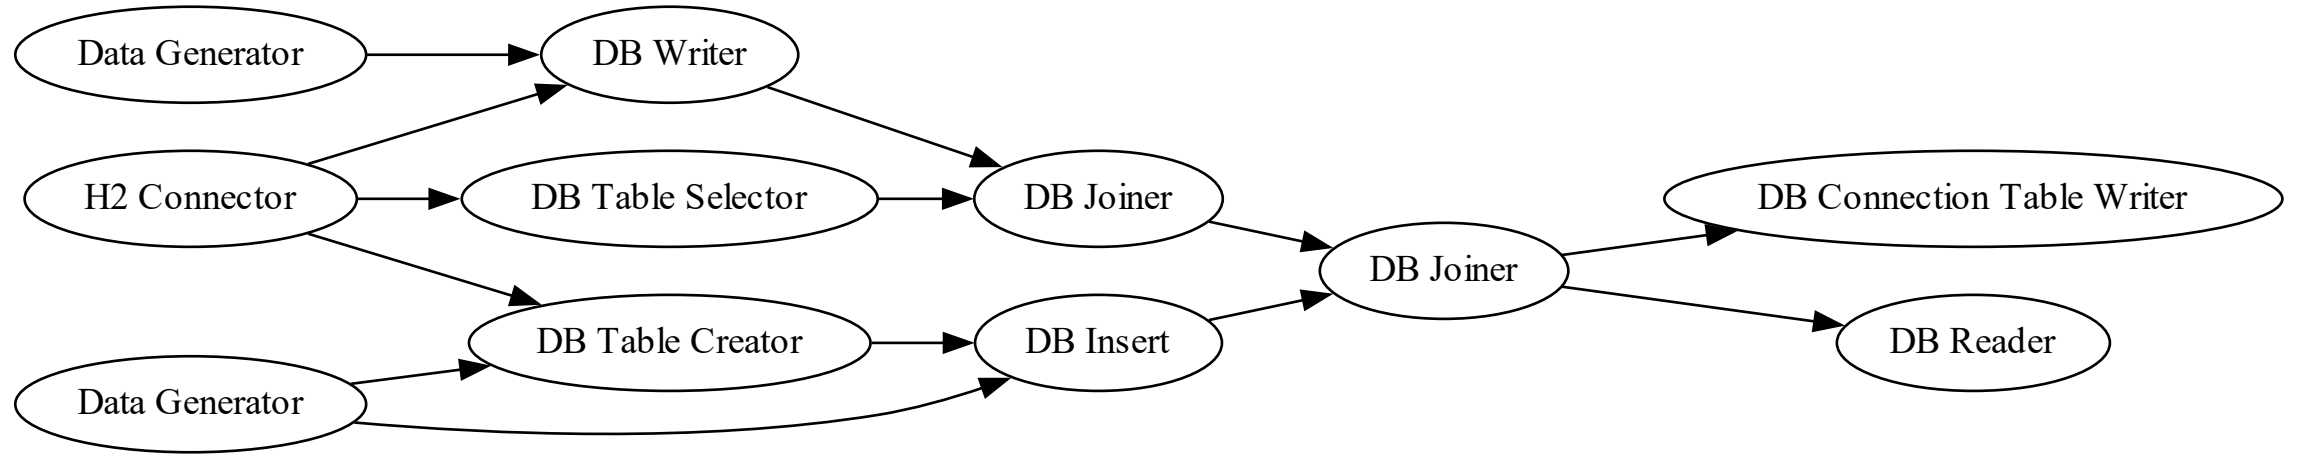 Data Generator
DB Writer
H2 Connector
DB Table Selector
DB Joiner
DB Connection Table Writer
DB Joiner
DB Table Creator
DB Insert
DB Reader
Data Generator